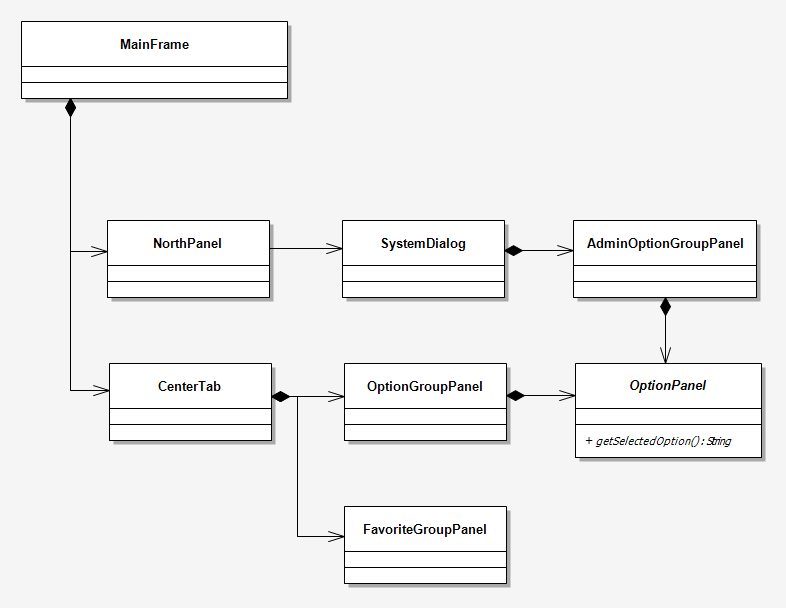 MainFrame
NorthPanel
SystemDialog
AdminOptionGroupPanel
CenterTab
OptionGroupPanel
OptionPanel
+ getSelectedOption() : String
FavoriteGroupPanel